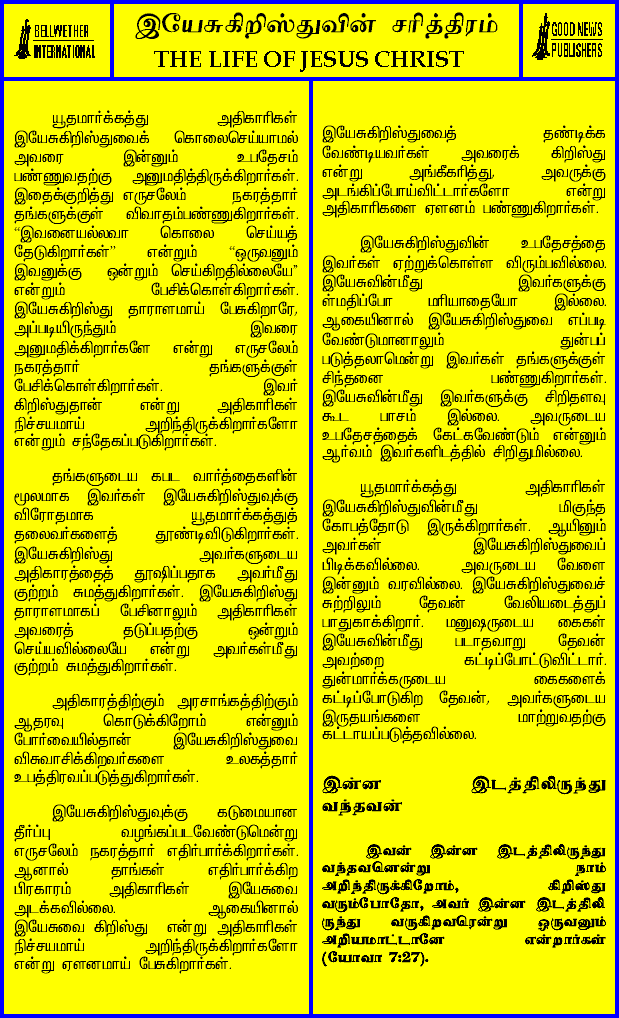 BELLWETHER
INTERNATIONAL
இயேசுகிறிஸ்துவின் சரித்திரம்
THE LIFE OF JESUS CHRIST
GOOD NEWS
PUBLISHERS
யூதமார்க்கத்து அதிகாரிகள்
இயேசுகிறிஸ்துவைக் கொலைசெய்யாமல்
அவரை இன்னும் உபதேசம்
பண்ணுவதற்கு அனுமதித்திருக்கிறார்கள்.
இதைக்குறித்து எருசலேம் நகரத்தார்
தங்களுக்குள் விவாதம்பண்ணுகிறார்கள்.
“இவனையல்லவா கொலை செய்யத்
தேடுகிறார்கள்” என்றும் “ஒருவனும்
இவனுக்கு ஒன்றும் செய்கிறதில்லையே”
என்றும் பேசிக்கொள்கிறார்கள்.
இயேசுகிறிஸ்து தாராளமாய் பேசுகிறாரே,
அப்படியிருந்தும் இவரை
அனுமதிக்கிறார்களே என்று எருசலேம்
நகரத்தார் தங்களுக்குள்
பேசிக்கொள்கிறார்கள். இவர்
கிறிஸ்துதான் என்று அதிகாரிகள்
நிச்சயமாய் அறிந்திருக்கிறார்களோ
என்றும் சந்தேகப்படுகிறார்கள்.
தங்களுடைய கபட வார்த்தைகளின்
மூலமாக இவர்கள் இயேசுகிறிஸ்துவுக்கு
விரோதமாக யூதமார்க்கத்துத்
தலைவர்களைத் தூண்டிவிடுகிறார்கள்.
இயேசுகிறிஸ்து அவர்களுடைய
அதிகாரத்தைத் தூஷிப்பதாக அவர்மீது
குற்றம் சுமத்துகிறார்கள். இயேசுகிறிஸ்து
தாராளமாகப் பேசினாலும் அதிகாரிகள்
அவரைத் தடுப்பதற்கு ஒன்றும்
செய்யவில்லையே என்று அவர்கள்மீது
குற்றம் சுமத்துகிறார்கள்.
அதிகாரத்திற்கும் அரசாங்கத்திற்கும்
ஆதரவு கொடுக்கிறோம் என்னும்
போர்வையில்தான் இயேசுகிறிஸ்துவை
விசுவாசிக்கிறவர்களை உலகத்தார்
உபத்திரவப்படுத்துகிறார்கள்.
இயேசுகிறிஸ்துவுக்கு கடுமையான
தீர்ப்பு வழங்கப்படவேண்டுமென்று
எருசலேம் நகரத்தார் எதிர்பார்க்கிறார்கள்.
ஆனால் தாங்கள் எதிர்பார்க்கிற
பிரகாரம் அதிகாரிகள் இயேசுவை
அடக்கவில்லை. ஆகையினால்
இயேசுவை கிறிஸ்து என்று அதிகாரிகள்
நிச்சயமாய் அறிந்திருக்கிறார்களோ
என்று ஏளனமாய் பேசுகிறார்கள்.
இயேசுகிறிஸ்துவைத் தண்டிக்க
வேண்டியவர்கள் அவரைக் கிறிஸ்து
என்று அங்கீகரித்து, அவருக்கு
அடங்கிப்போய்விட்டார்களோ என்று
அதிகாரிகளை ஏளனம் பண்ணுகிறார்கள்.
இயேசுகிறிஸ்துவின் உபதேசத்தை
இவர்கள் ஏற்றுக்கொள்ள விரும்பவில்லை.
இயேசுவின்மீது இவர்களுக்கு
ள்மதிப்போ மரியாதையோ இல்லை.
ஆகையினால் இயேசுகிறிஸ்துவை எப்படி
வேண்டுமானாலும் துன்பப்
படுத்தலாமென்று இவர்கள் தங்களுக்குள்
சிந்தனை பண்ணுகிறார்கள்.
இயேசுவின்மீது இவர்களுக்கு சிறிதளவு
கூட பாசம் இல்லை. அவருடைய
உபதேசத்தைக் கேட்கவேண்டும் என்னும்
ஆர்வம் இவர்களிடத்தில் சிறிதுமில்லை.
யூதமார்க்கத்து அதிகாரிகள்
இயேசுகிறிஸ்துவின்மீது மிகுந்த
கோபத்தோடு இருக்கிறார்கள். ஆயினும்
அவர்கள் இயேசுகிறிஸ்துவைப்
பிடிக்கவில்லை. அவருடைய வேளை
இன்னும் வரவில்லை. இயேசுகிறிஸ்துவைச்
சுற்றிலும் தேவன் வேலியடைத்துப்
பாதுகாக்கிறார். மனுஷருடைய கைகள்
இயேசுவின்மீது படாதவாறு தேவன்
அவற்றை கட்டிப்போட்டுவிட்டார்.
துன்மார்க்கருடைய கைகளைக்
கட்டிப்போடுகிற தேவன், அவர்களுடைய
இருதயங்களை மாற்றுவதற்கு
கட்டாயப்படுத்தவில்லை.
இன்ன இடத்திலிருந்து
வந்தவன்
இவன் இன்ன இடத்திலிருந்து
வந்தவனென்று நாம்
அறிந்திருக்கிறோம், கிறிஸ்து
வரும்போதோ, அவர் இன்ன இடத்திலி
ருந்து வருகிறவரென்று ஒருவனும்
அறியமாட்டானே என்றார்கள்
(யோவா 7:27).